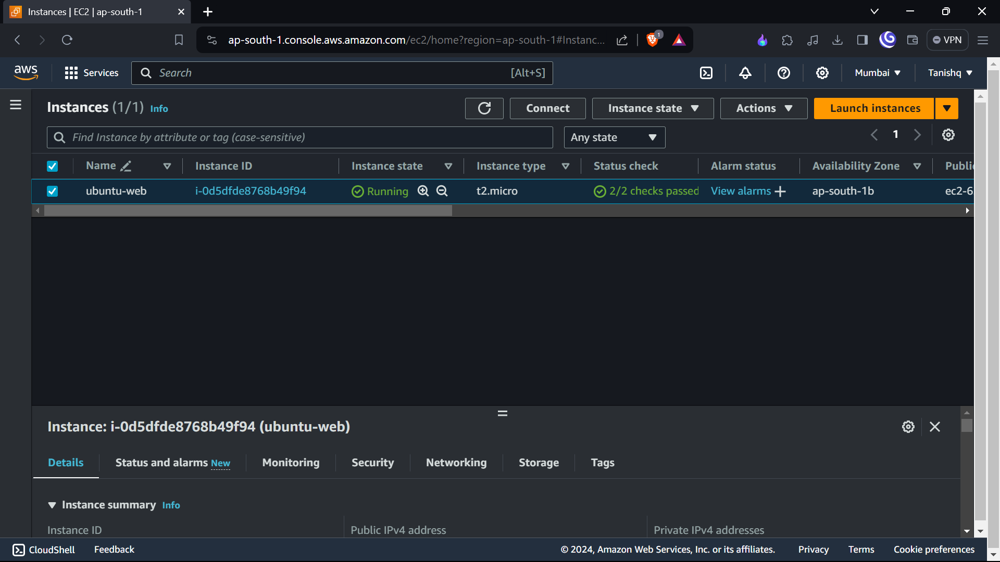 Instances | EC2 | ap-south-1
ap-south-1.console.aws.amazon.com/ec2/home?region=ap-south-1#Instanc...
1
VPN
aws
Services
Search
[Alt+S]
Mumbai
Tanishq
Instances (1/1) Info
Connect
Instance state
Actions
Launch instances
Find Instance by attribute or tag (case-sensitive)
Any state
1
Name
Instance ID
Instance state
Instance type
Status check
Alarm status
Availability Zone
Public
ubuntu-web
i-0d5dfde8768b49f94
Running
t2.micro
2/2 checks passed
View alarms
ap-south-1b
ec2-6
Instance: i-0d5dfde8768b49f94 (ubuntu-web)
Details
Status and alarms New
Monitoring
Security
Networking
Storage
Tags
Instance summary Info
Instance ID
Public IPv4 address
Private IPv4 addresses
CloudShell
Feedback
© 2024, Amazon Web Services, Inc. or its affiliates.
Privacy
Terms
Cookie preferences